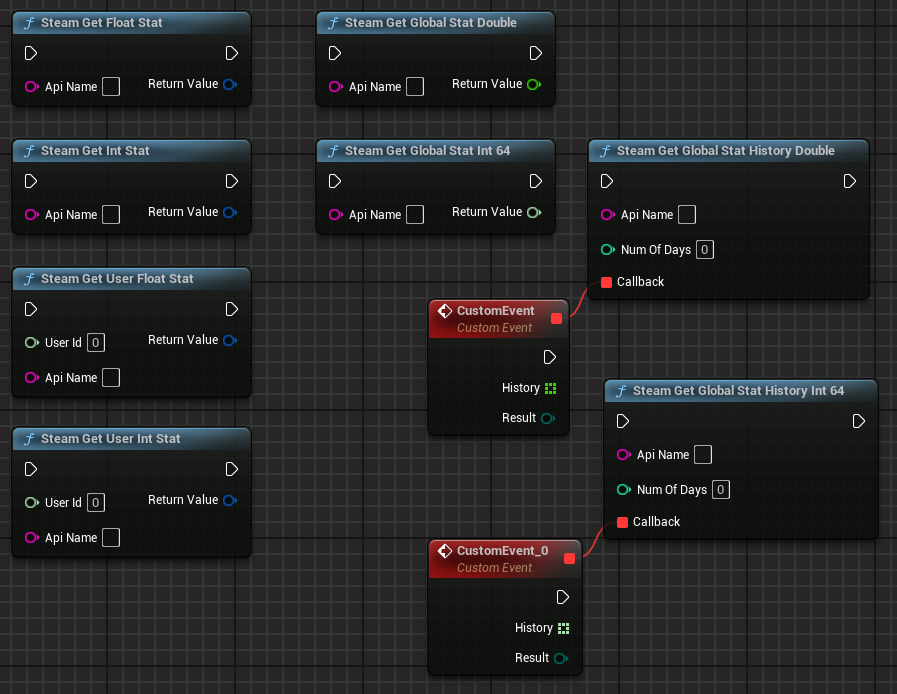 Steam Get Float Stat
Api Name
Return Value
Steam Get Global Stat Double
Api Name
Return Value
Steam Get Int Stat
Api Name
Return Value
Steam Get Global Stat Int 64
Api Name
Return Value
Steam Get Global Stat History Double
Api Name
Num Of Days 0
Callback
Steam Get User Float Stat
User Id 0
Return Value
Api Name
CustomEvent
Custom Event
History
Result
Steam Get Global Stat History Int 64
Api Name
Num Of Days 0
Callback
Steam Get User Int Stat
User Id 0
Return Value
Api Name
CustomEvent_0
Custom Event
History
Result